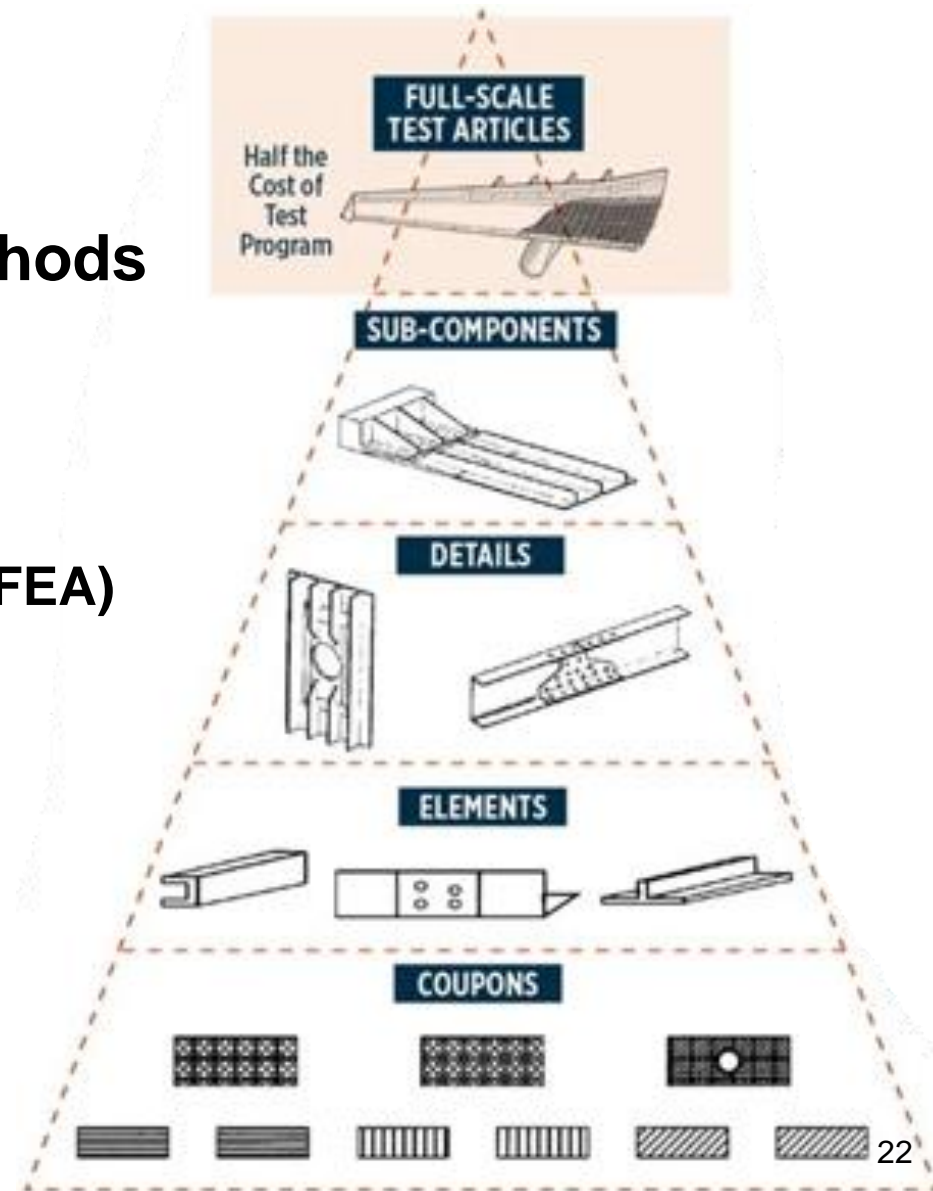 FULL-SCALE
TEST ARTICLES
Half the
Cost of
Test
Program
hods
SUB-COMPONENTS
DETAILS
FEA)
ELEMENTS
COUPONS
22